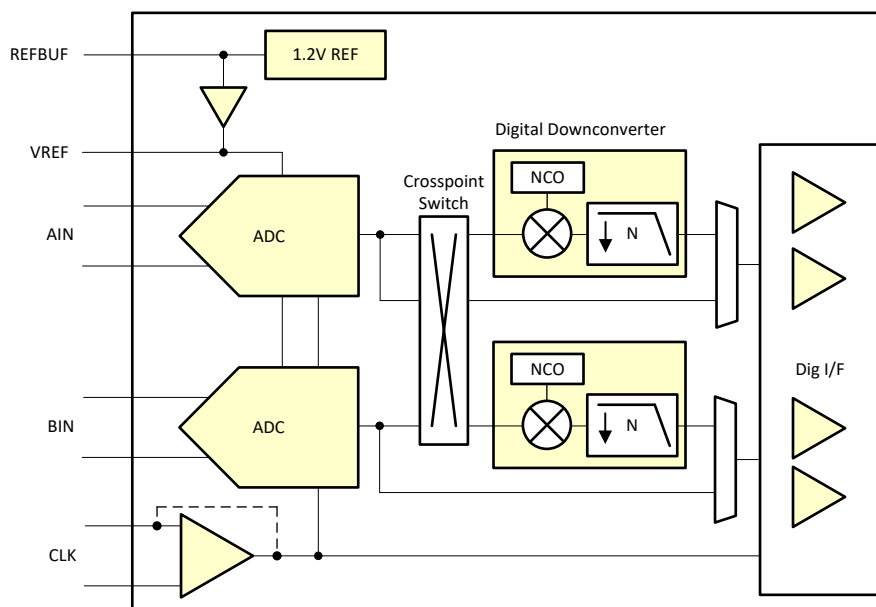 REFBUF
1.2V REF
VREF
Digital Downconverter
Crosspoint
Switch
NCO
AIN
ADC
N
Dig I/F
NCO
BIN
ADC
N
CLK